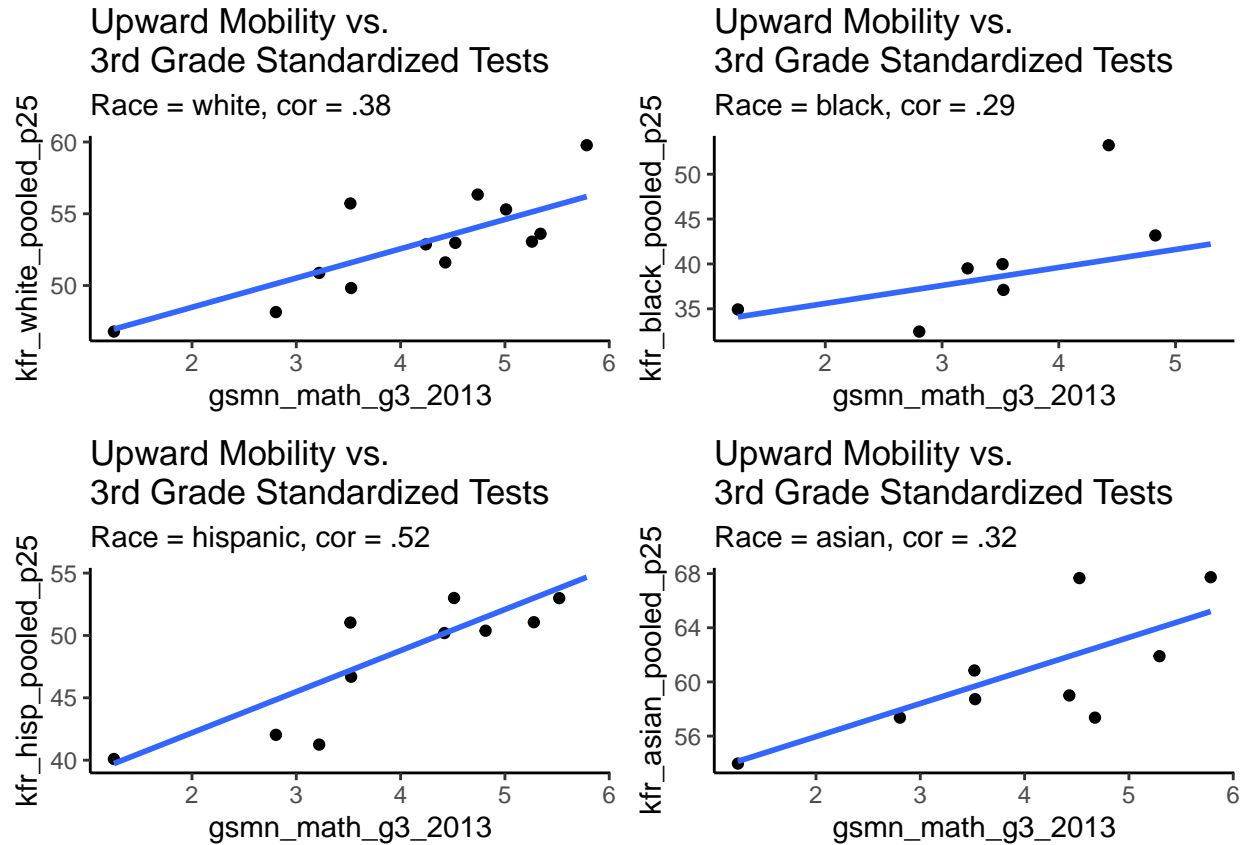 Upward Mobility vs.
3rd Grade Standardized Tests
Race = white, cor = .38
kfr_white_pooled_p25
60
55
50
2 3 4 5 6
gsmn_math_g3_2013
Upward Mobility vs.
3rd Grade Standardized Tests
Race = black, cor = .29
kfr_black_pooled_p25
50
45
40
35
2 3 4 5
gsmn_math_g3_2013
Upward Mobility vs.
3rd Grade Standardized Tests
Race = hispanic, cor = .52
kfr_hisp_pooled_p25
55
50
45
40
2 3 4 5 6
gsmn_math_g3_2013
Upward Mobility vs.
3rd Grade Standardized Tests
Race = asian, cor = .32
kfr_asian_pooled_p25
68
64
60
56
2 3 4 5 6
gsmn_math_g3_2013